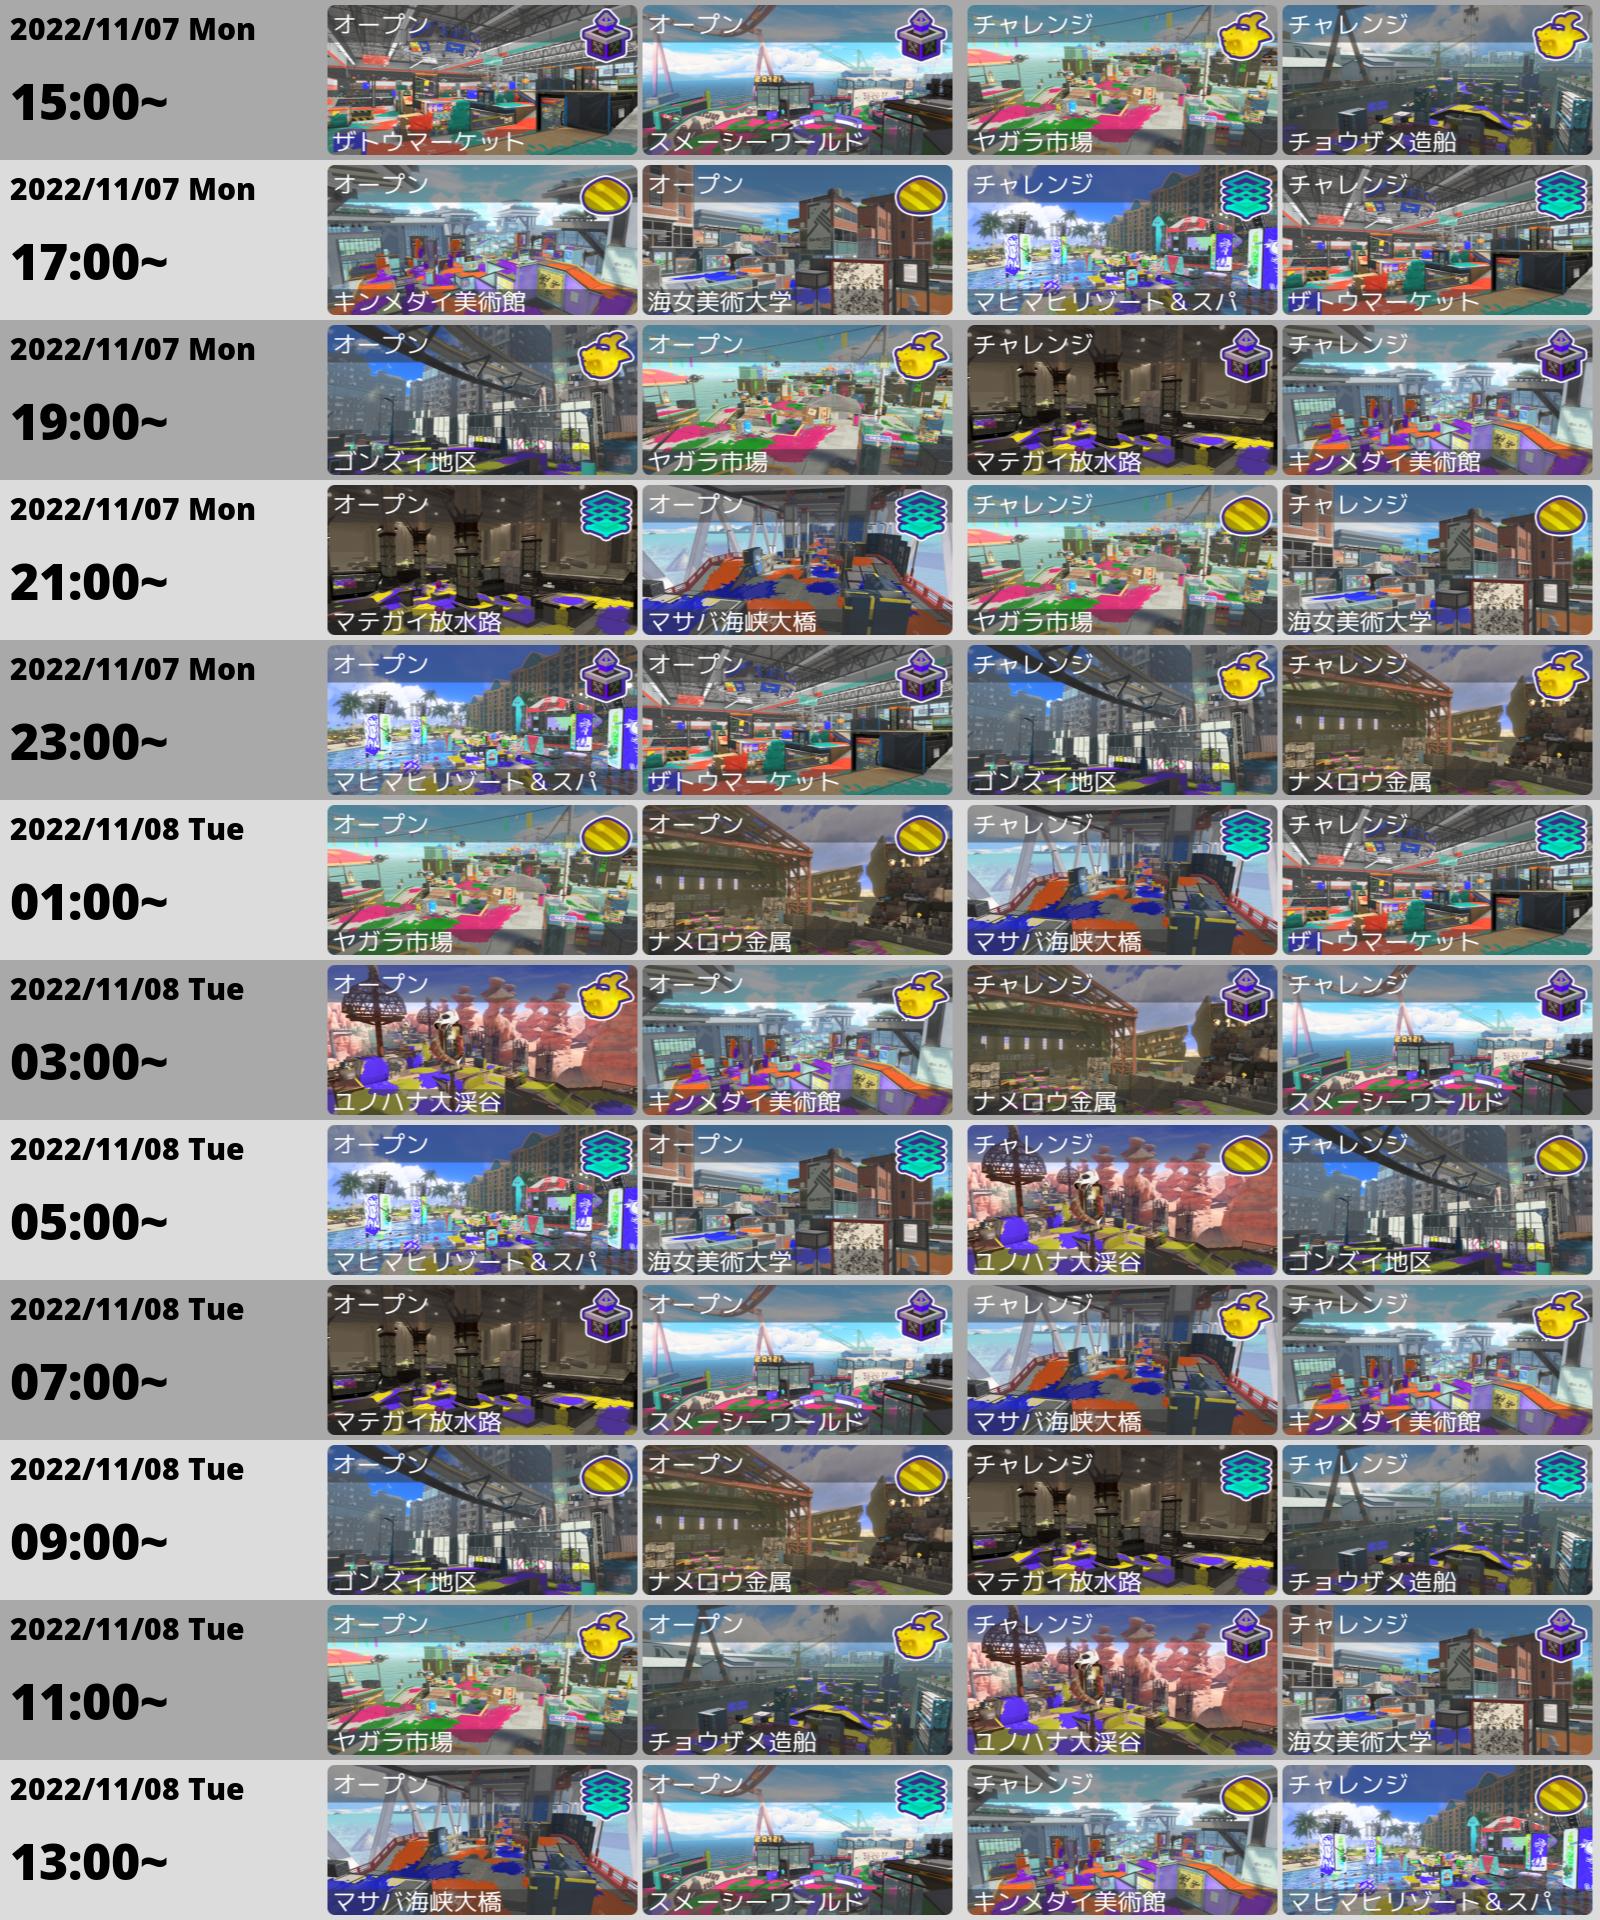 2022/11/07 Mon
15:00~
オープン
ザトウマーケット
オープン
スメーシーワールド
チャレンジ
ヤガラ市場
チャレンジ
チョウザメ造船
2022/11/07 Mon
17:00~
オープン
キンメダイ美術館
オープン
海女美術大学
チャレンジ
マヒマヒリゾート＆スパ
チャレンジ
ザトウマーケット
2022/11/07 Mon
19:00~
オープン
ゴンズイ地区
オープン
ヤガラ市場
チャレンジ
マテガイ放水路
チャレンジ
キンメダイ美術館
2022/11/07 Mon
21:00~
オープン
マテガイ放水路
オープン
マサバ海峡大橋
チャレンジ
ヤガラ市場
チャレンジ
海女美術大学
2022/11/07 Mon
23:00~
オープン
マヒマヒリゾート＆スパ
オープン
ザトウマーケット
チャレンジ
ゴンズイ地区
チャレンジ
ナメロウ金属
2022/11/08 Tue
01:00~
オープン
ヤガラ市場
オープン
ナメロウ金属
チャレンジ
マサバ海峡大橋
チャレンジ
ザトウマーケット
2022/11/08 Tue
03:00~
オープン
ユノハナ大渓谷
オープン
キンメダイ美術館
チャレンジ
ナメロウ金属
チャレンジ
スメーシーワールド
2022/11/08 Tue
05:00~
オープン
マヒマヒリゾート＆スパ
オープン
海女美術大学
チャレンジ
ユノハナ大渓谷
チャレンジ
ゴンズイ地区
2022/11/08 Tue
07:00~
オープン
マテガイ放水路
オープン
スメーシーワールド
チャレンジ
マサバ海峡大橋
チャレンジ
キンメダイ美術館
2022/11/08 Tue
09:00~
オープン
ゴンズイ地区
オープン
ナメロウ金属
チャレンジ
マテガイ放水路
チャレンジ
チョウザメ造船
2022/11/08 Tue
11:00~
オープン
ヤガラ市場
オープン
チョウザメ造船
チャレンジ
ユノハナ大渓谷
チャレンジ
海女美術大学
2022/11/08 Tue
13:00~
オープン
マサバ海峡大橋
オープン
スメーシーワールド
チャレンジ
キンメダイ美術館
チャレンジ
マヒマヒリゾート＆スパ